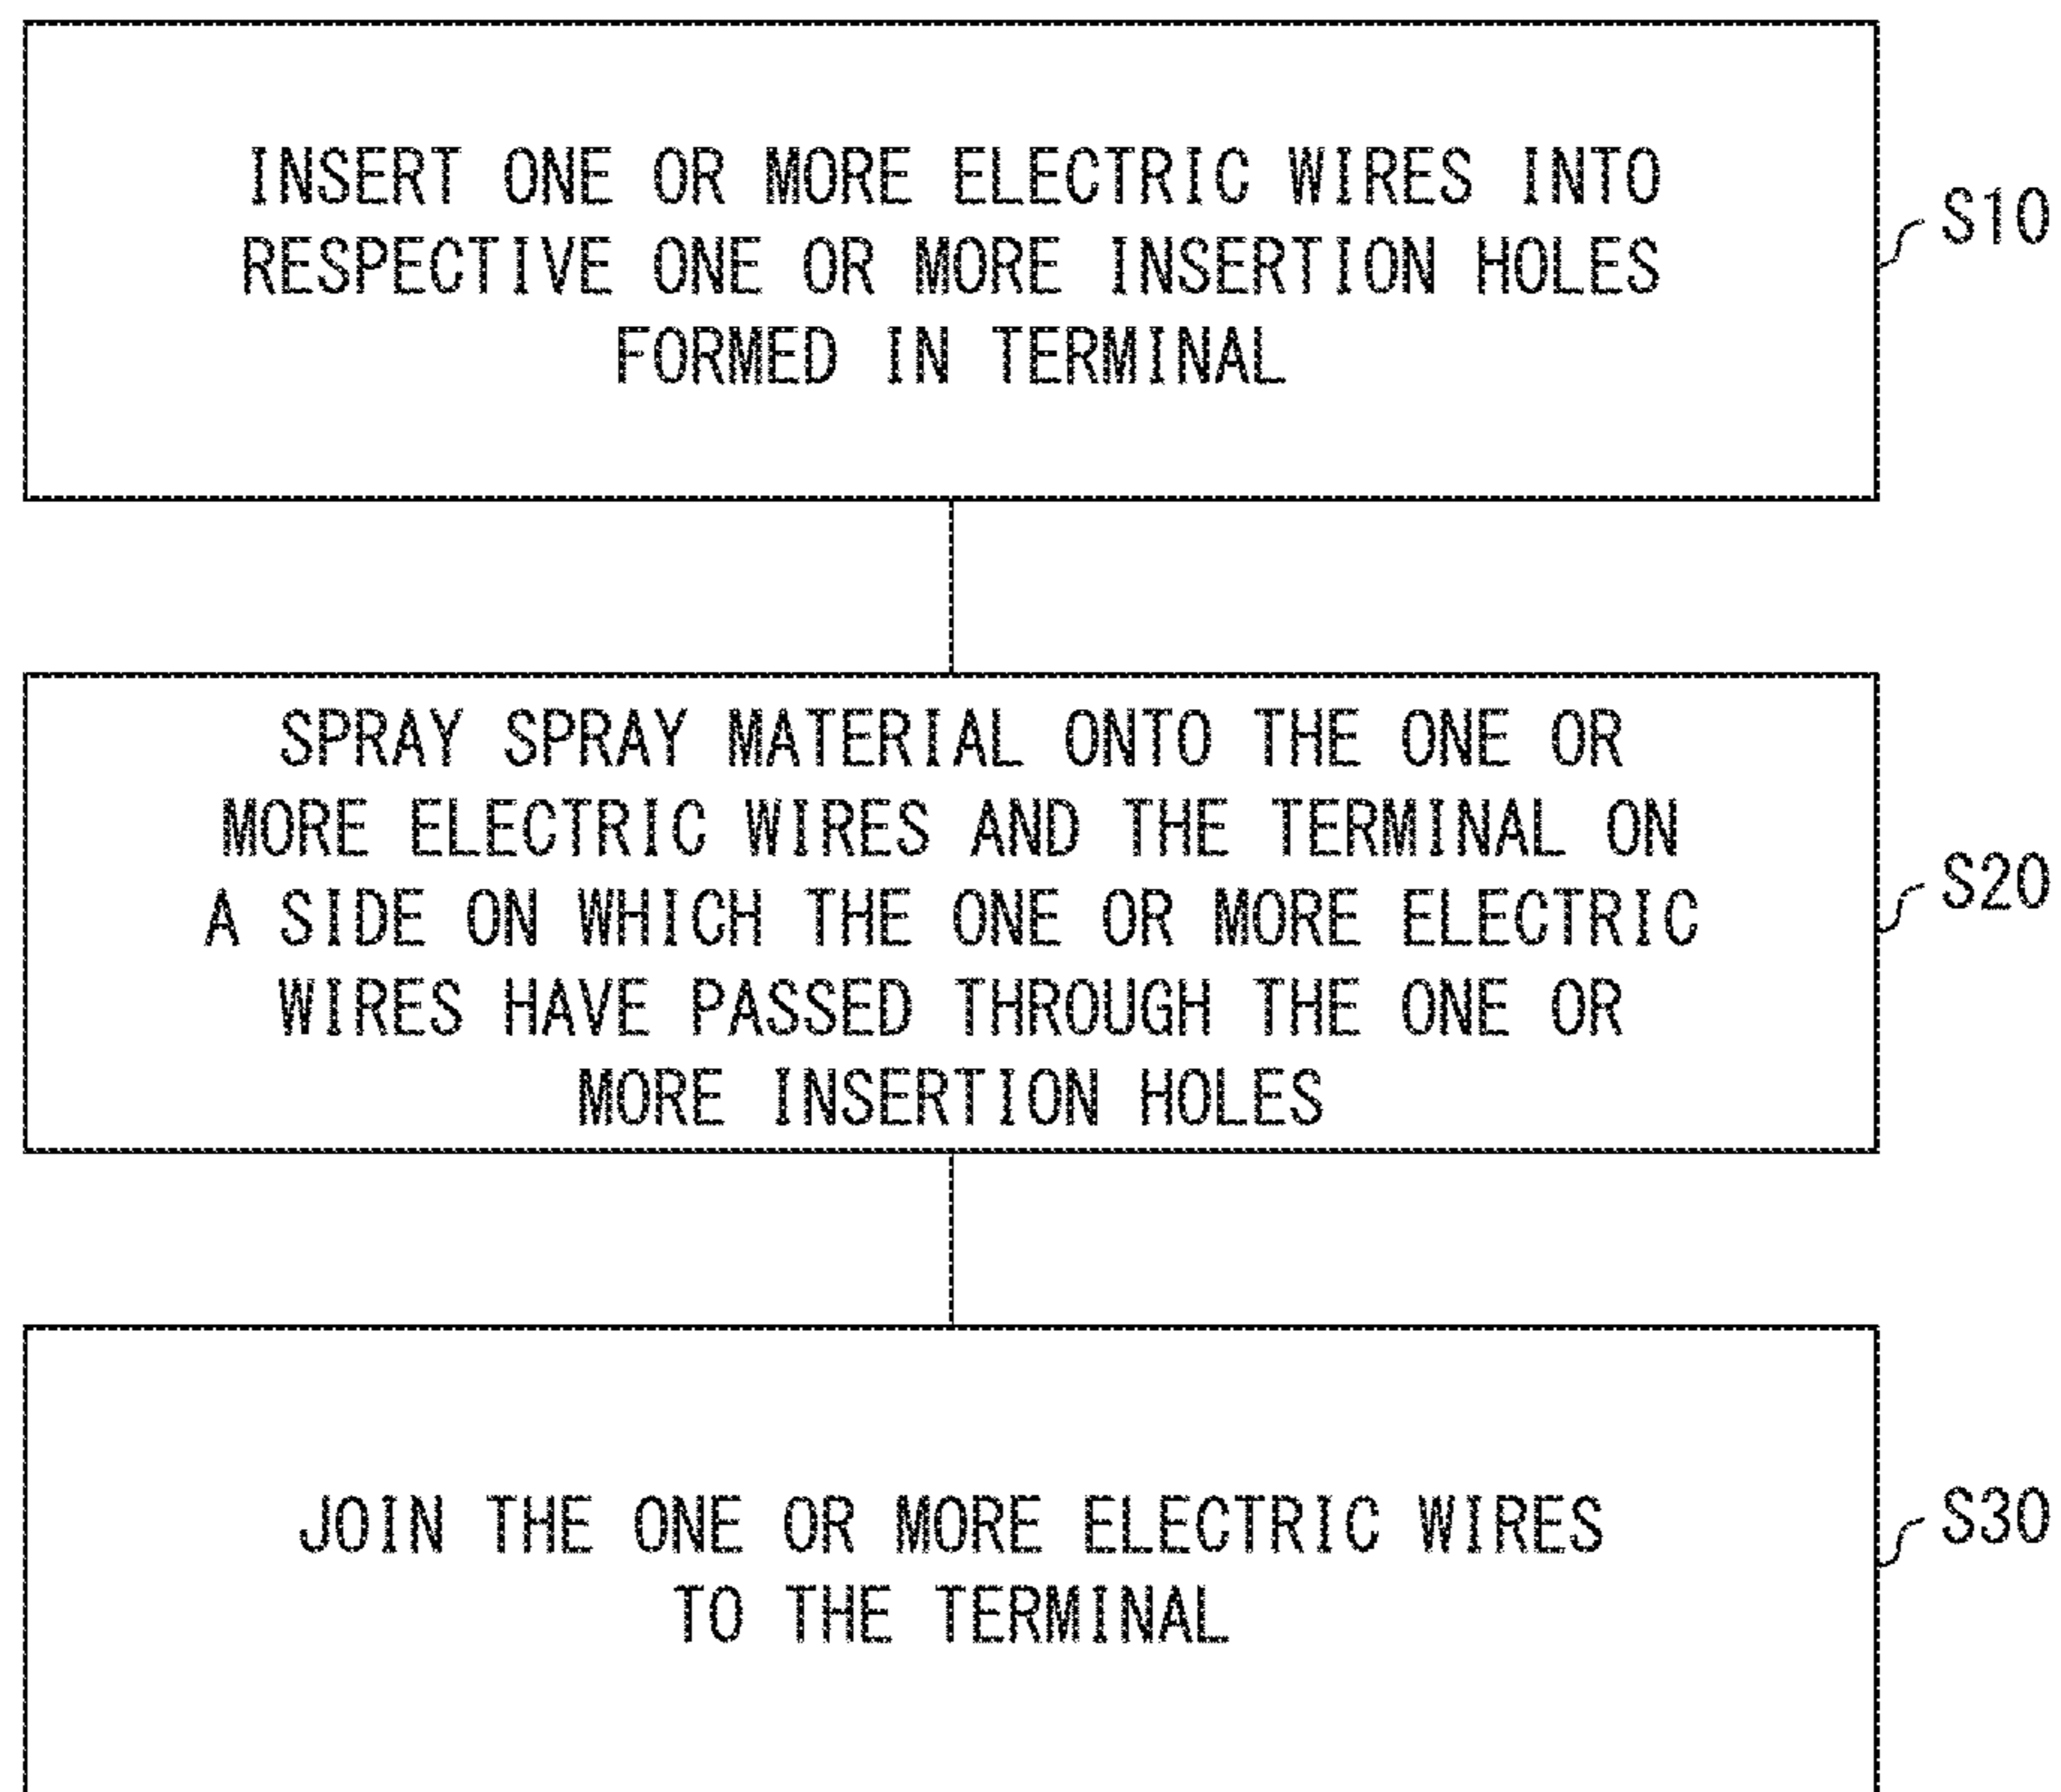 INSERT ONE OR MORE ELECTRIC WIRES INTO
RESPECTIVE ONE OR MORE INSERTION HOLES
FORMED IN TERMINAL
S10
SPRAY SPRAY MATERIAL ONTO THE ONE OR
MORE ELECTRIC WIRES AND THE TERMINAL ON
A SIDE ON WHICH THE ONE OR MORE ELECTRIC
WIRES HAVE PASSED THROUGH THE ONE OR
MORE INSERTION HOLES
S20
JOIN THE ONE OR MORE ELECTRIC WIRES
TO THE TERMINAL
S30